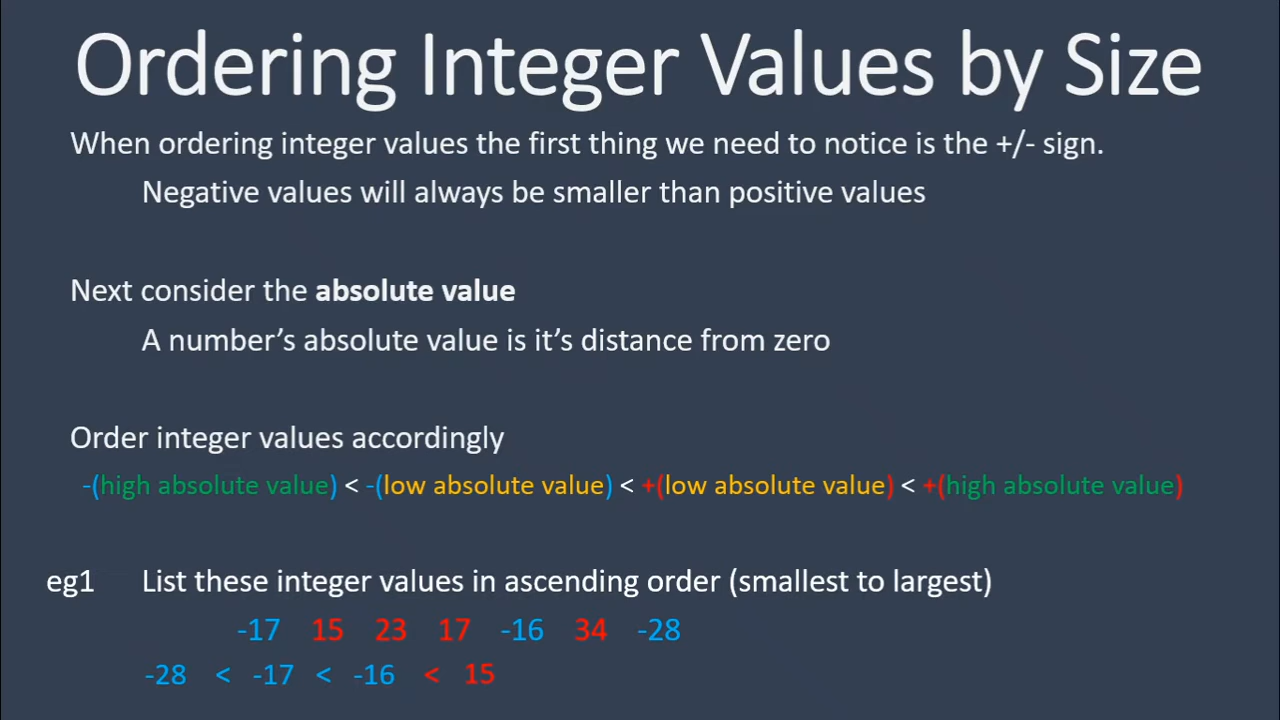 Ordering Integer Values by Size
When ordering integer values the first thing we need to notice is the +/- sign.
Negative values will always be smaller than positive values
Next consider the absolute value
A number's absolute value is it's distance from zero
Order integer values accordingly
-(high absolute value) < -(low absolute value) < +(low absolute value) < +(high absolute value)
eg1 List these integer values in ascending order (smallest to largest)
-17 15 23 17 -16 34 -28
-28 < -17 < -16 < 15